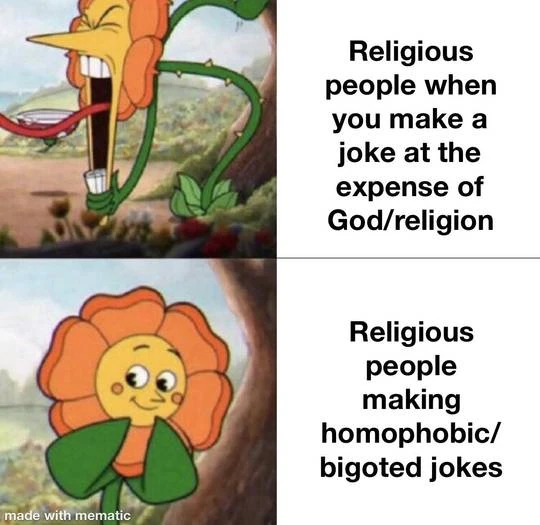 Religious
people when
you make a
joke at the
expense of
God/religion
Religious
people
making
homophobic/
bigoted jokes
made with mematic